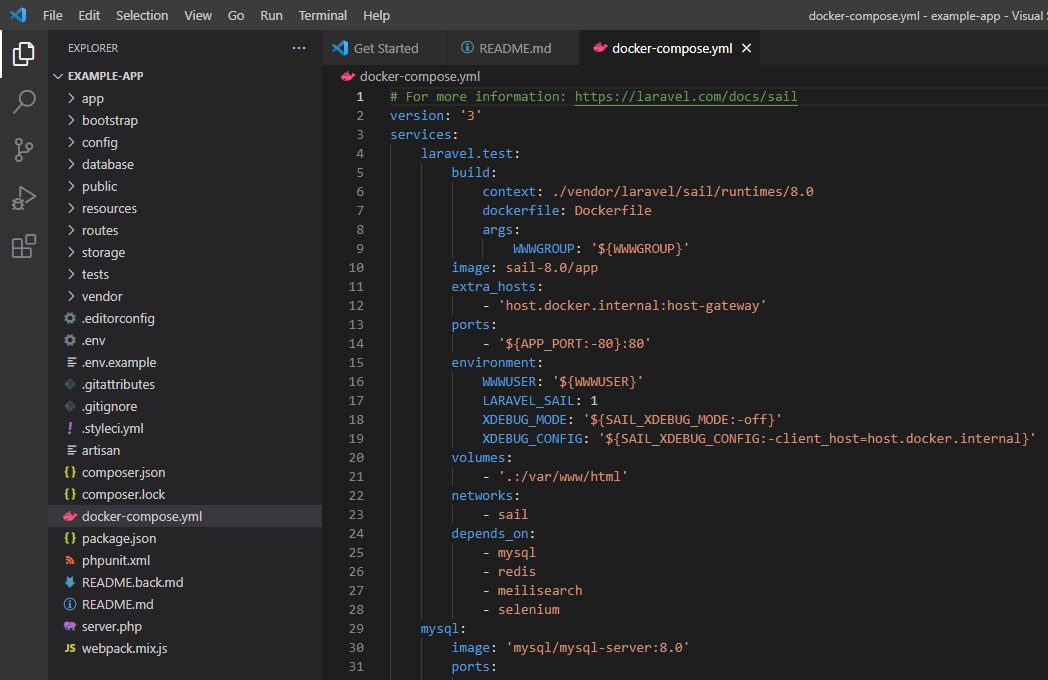 File Edit Selection View Go Run Terminal Help docker-compose.yml - example-app - Visual S
EXPLORER ···
EXAMPLE-APP
app
bootstrap
config
database
public
resources
routes
storage
tests
vendor
.editorconfig
.env
.env.example
.gitattributes
.gitignore
! .styleci.yml
artisan
{} composer.json
{} composer.lock
docker-compose.yml
{} package.json
phpunit.xml
README.back.md
README.md
server.php
JS webpack.mix.js
Get Started README.md docker-compose.yml ×
docker-compose.yml
1 # For more information: https://laravel.com/docs/sail
2 version: '3'
3 services:
4 laravel.test:
5 build:
6 context: ./vendor/laravel/sail/runtimes/8.0
7 dockerfile: Dockerfile
8 args:
9 WWWGROUP: '${WWWGROUP}'
10 image: sail-8.0/app
11 extra_hosts:
12 - 'host.docker.internal:host-gateway'
13 ports:
14 - '${APP_PORT:-80}:80'
15 environment:
16 WWWUSER: '${WWWUSER}'
17 LARAVEL_SAIL: 1
18 XDEBUG_MODE: '${SAIL_XDEBUG_MODE:-off}'
19 XDEBUG_CONFIG: '${SAIL_XDEBUG_CONFIG:-client_host=host.docker.internal}'
20 volumes:
21 - '.:/var/www/html'
22 networks:
23 - sail
24 depends_on:
25 - mysql
26 - redis
27 - meilisearch
28 - selenium
29 mysql:
30 image: 'mysql/mysql-server:8.0'
31 ports: